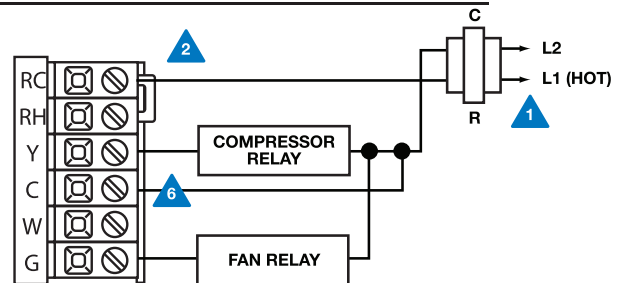 C
2
L2
RC
L1 (HOT)
RH
1
R
Y
COMPRESSOR
RELAY
C
6
W
G
FAN RELAY